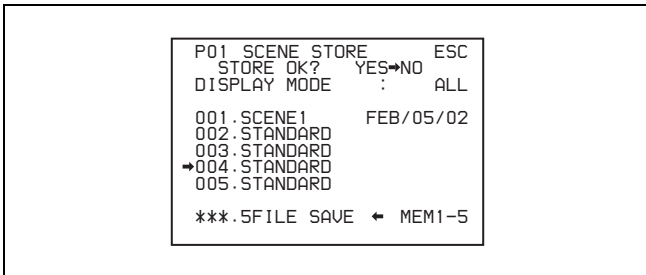 P01 SCENE STORE ESC
STORE OK? YES➡NO
DISPLAY MODE : ALL
001.SCENE1 FEB/05/02
002.STANDARD
003.STANDARD
➡004.STANDARD
005.STANDARD
***.5FILE SAVE ⬅ MEM1-5